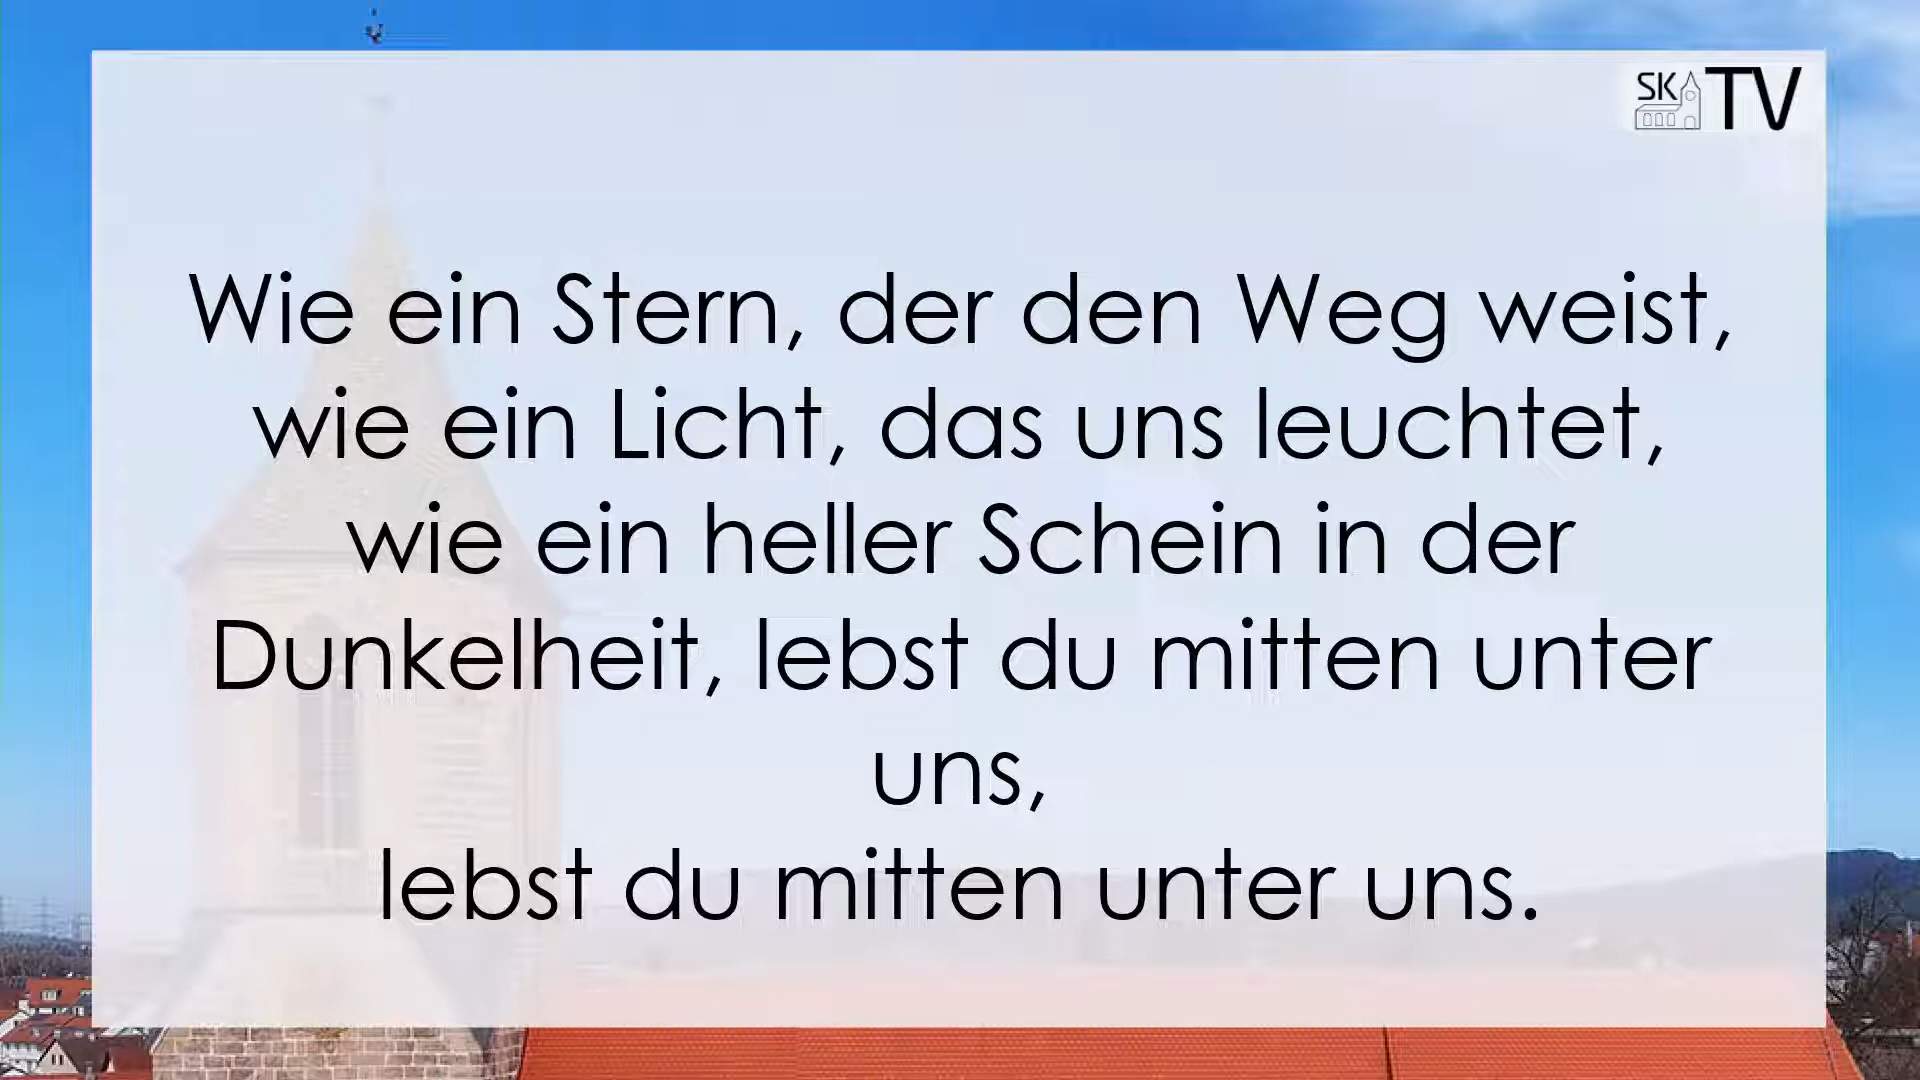 SK TV
Wie ein Stern, der den Weg weist,
wie ein Licht, das uns leuchtet,
wie ein heller Schein in der
Dunkelheit, lebst du mitten unter
uns,
lebst du mitten unter uns.